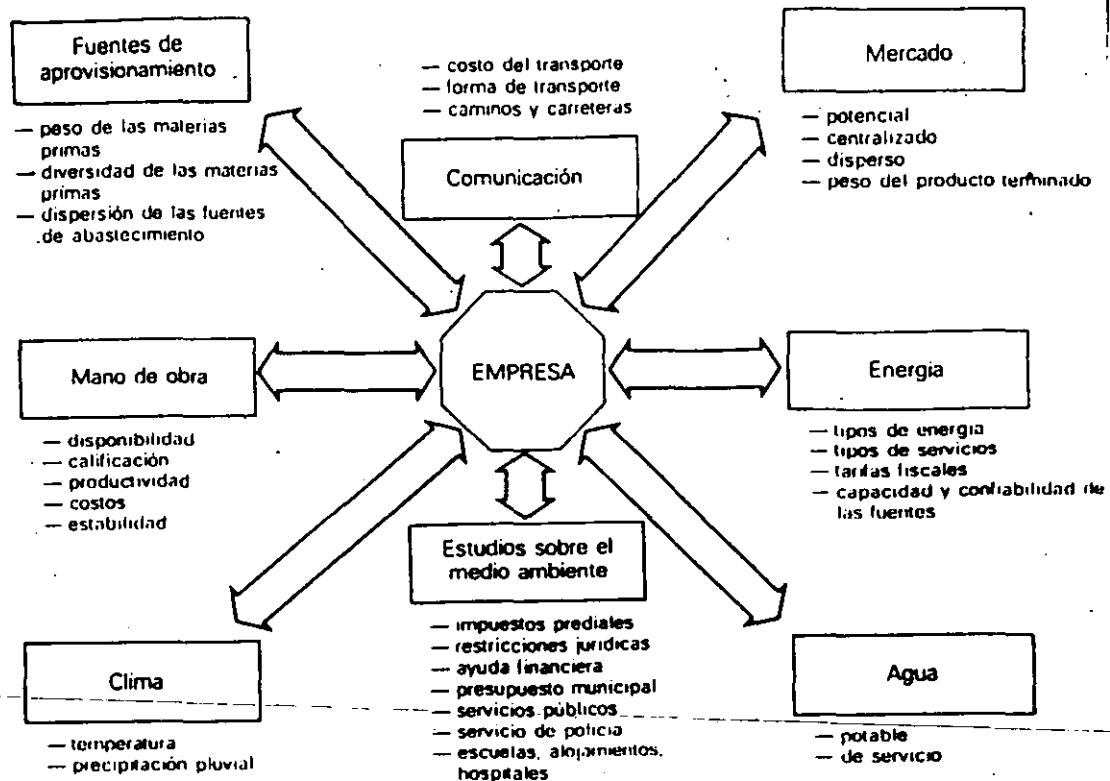 Fuentes de
aprovisionamiento
— peso de las materias
primas
— diversidad de las materias
primas
— dispersión de las fuentes
de abastecimiento
— costo del transporte
— forma de transporte
— caminos y carreteras
Comunicación
Mercado
— potencial
— centralizado
— disperso
— peso del producto terminado
Mano de obra
— disponibilidad
— calificación
— productividad
— costos
— estabilidad
EMPRESA
Energía
— tipos de energía
— tipos de servicios
— tarifas fiscales
— capacidad y confiabilidad de
las fuentes
Clima
— temperatura
— precipitación pluvial
Estudios sobre el
medio ambiente
— impuestos prediales
— restricciones jurídicas
— ayuda financiera
— presupuesto municipal
— servicios públicos
— servicio de policía
— escuelas, alojamientos,
hospitales
Agua
— potable
— de servicio